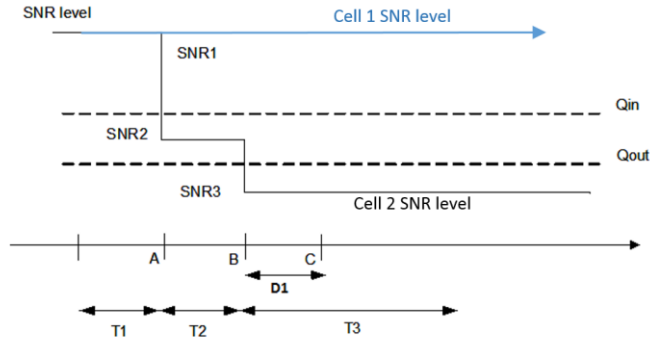 SNR level
Cell 1 SNR level
SNR1
Qin
SNR2
Qout
SNR3
Cell 2 SNR level
A
B
C
D1
T1
T2
T3